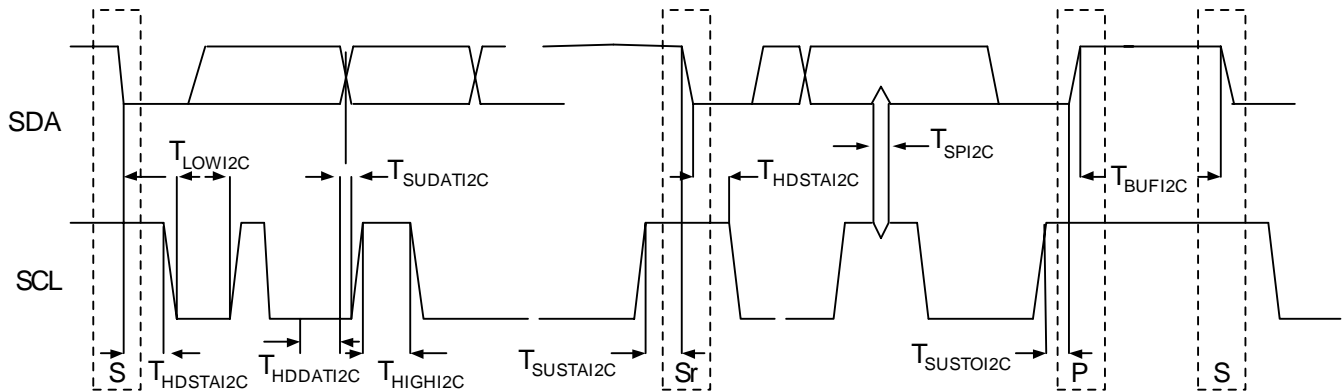 SDA
T_LOWI2C
T_SUDATI2C
T_SPI2C
T_HDSTAI2C
T_BUFI2C
SCL
S
T_HDSTAI2C
T_HDDATI2C
T_HIGHI2C
T_SUSTAI2C
Sr
T_SUSTOI2C
P
S